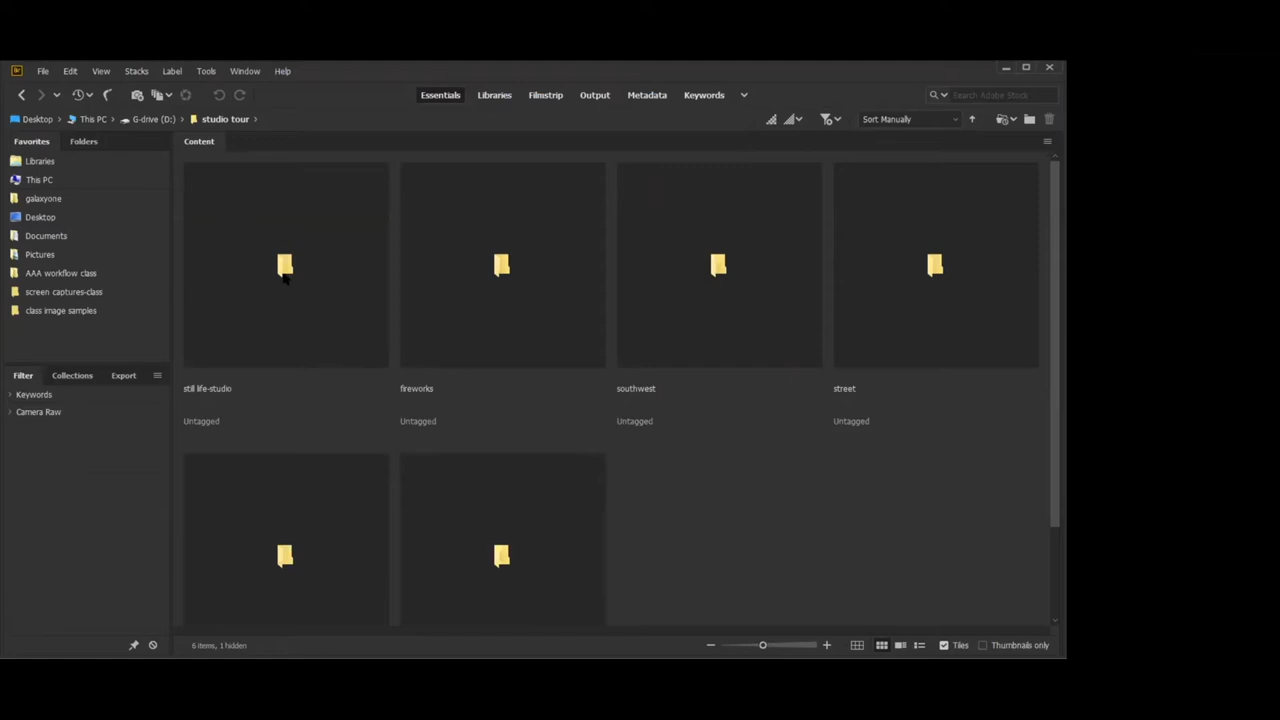 Br File Edit View Stacks Label Tools Window Help
Essentials Libraries Filmstrip Output Metadata Keywords Search Adobe Stock
Desktop This PC G-drive (D:) studio tour Sort Manually
Favorites Folders Content
Libraries
This PC
galaxyone
Desktop
Documents
Pictures
AAA workflow class
screen captures-class
class image samples
Filter Collections Export
Keywords
Camera Raw
still life-studio fireworks southwest street
Untagged Untagged Untagged Untagged
6 items, 1 hidden Tiles Thumbnails only